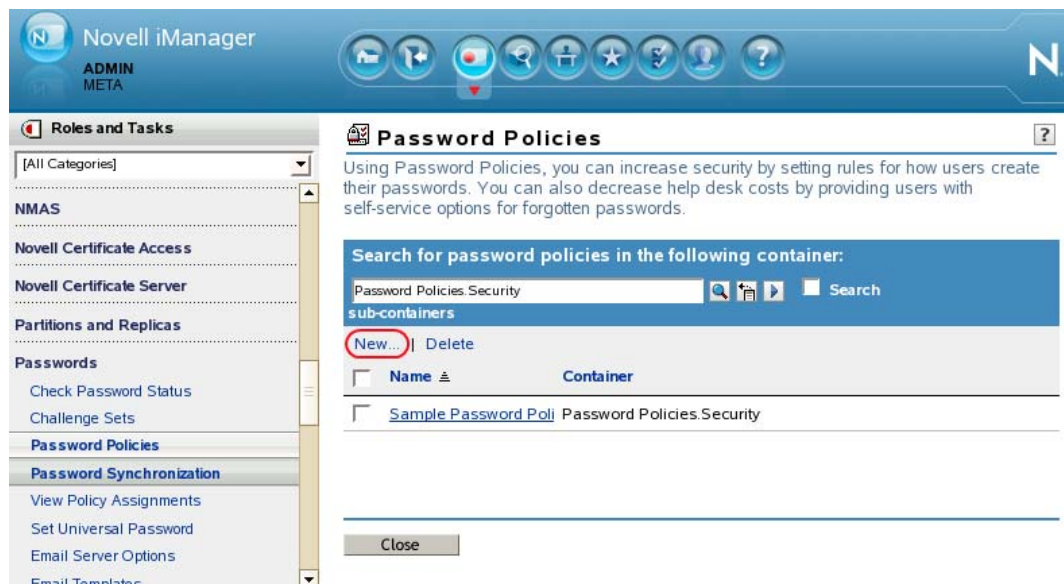 Novell iManager
ADMIN
META
N
Roles and Tasks
[All Categories]
NMAS
Novell Certificate Access
Novell Certificate Server
Partitions and Replicas
Passwords
Check Password Status
Challenge Sets
Password Policies
Password Synchronization
View Policy Assignments
Set Universal Password
Email Server Options
Email Templates
Password Policies
?
Using Password Policies, you can increase security by setting rules for how users create
their passwords. You can also decrease help desk costs by providing users with
self-service options for forgotten passwords.
Search for password policies in the following container:
Password Policies.Security
Search
sub-containers
New... | Delete
Name Container
Sample Password Poli Password Policies.Security
Close